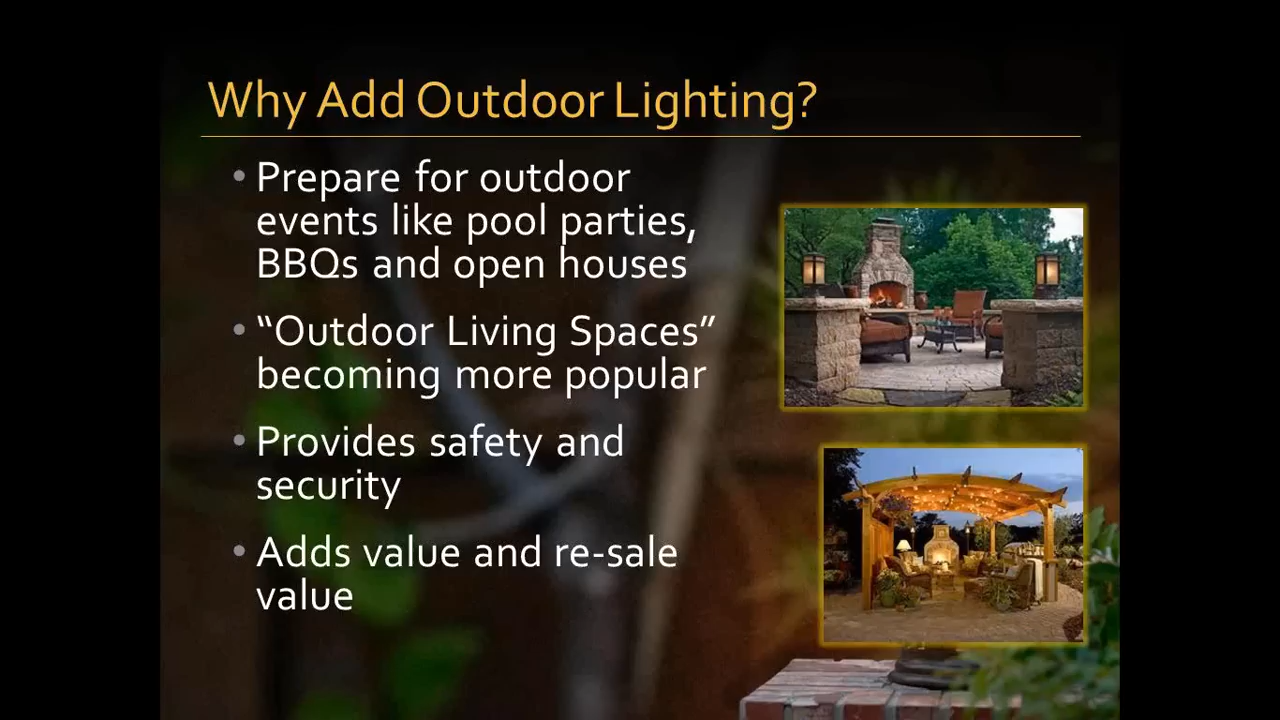 Why Add Outdoor Lighting?
• Prepare for outdoor
events like pool parties,
BBQs and open houses
• “Outdoor Living Spaces”
becoming more popular
• Provides safety and
security
• Adds value and re-sale
value